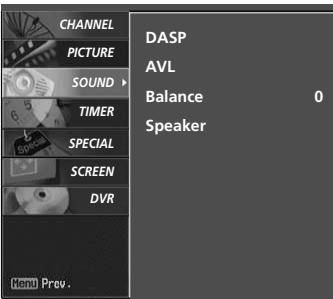 CHANNEL
PICTURE
SOUND
TIMER
SPECIAL
SCREEN
DVR
Menu Prev.
DASP
AVL
Balance 0
Speaker